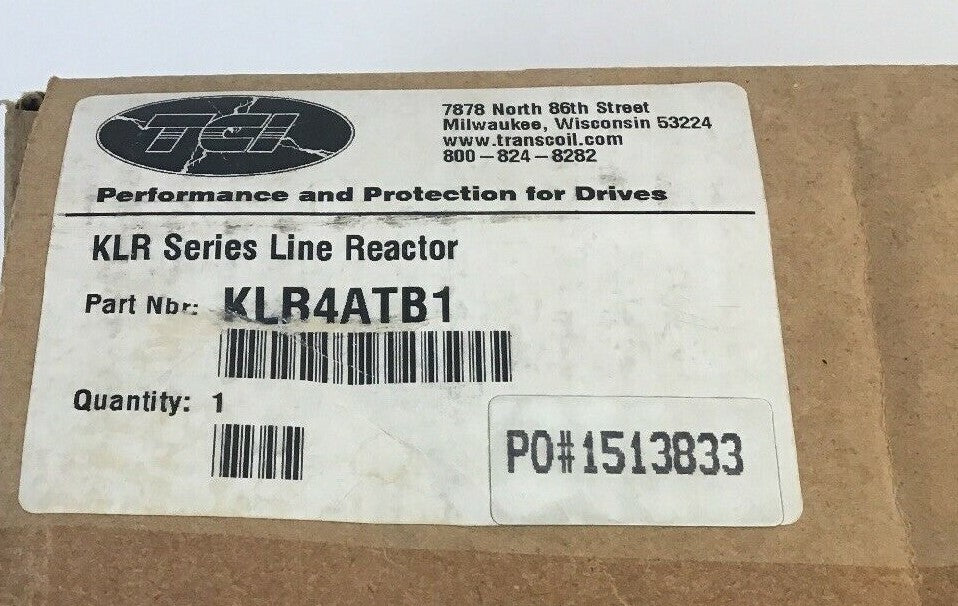 TCI
7878 North 86th Street
Milwaukee, Wisconsin 53224
www.transcoil.com
800-824-8282
Performance and Protection for Drives
KLR Series Line Reactor
Part Nbr: KLR4ATB1
Quantity: 1
PO#1513833